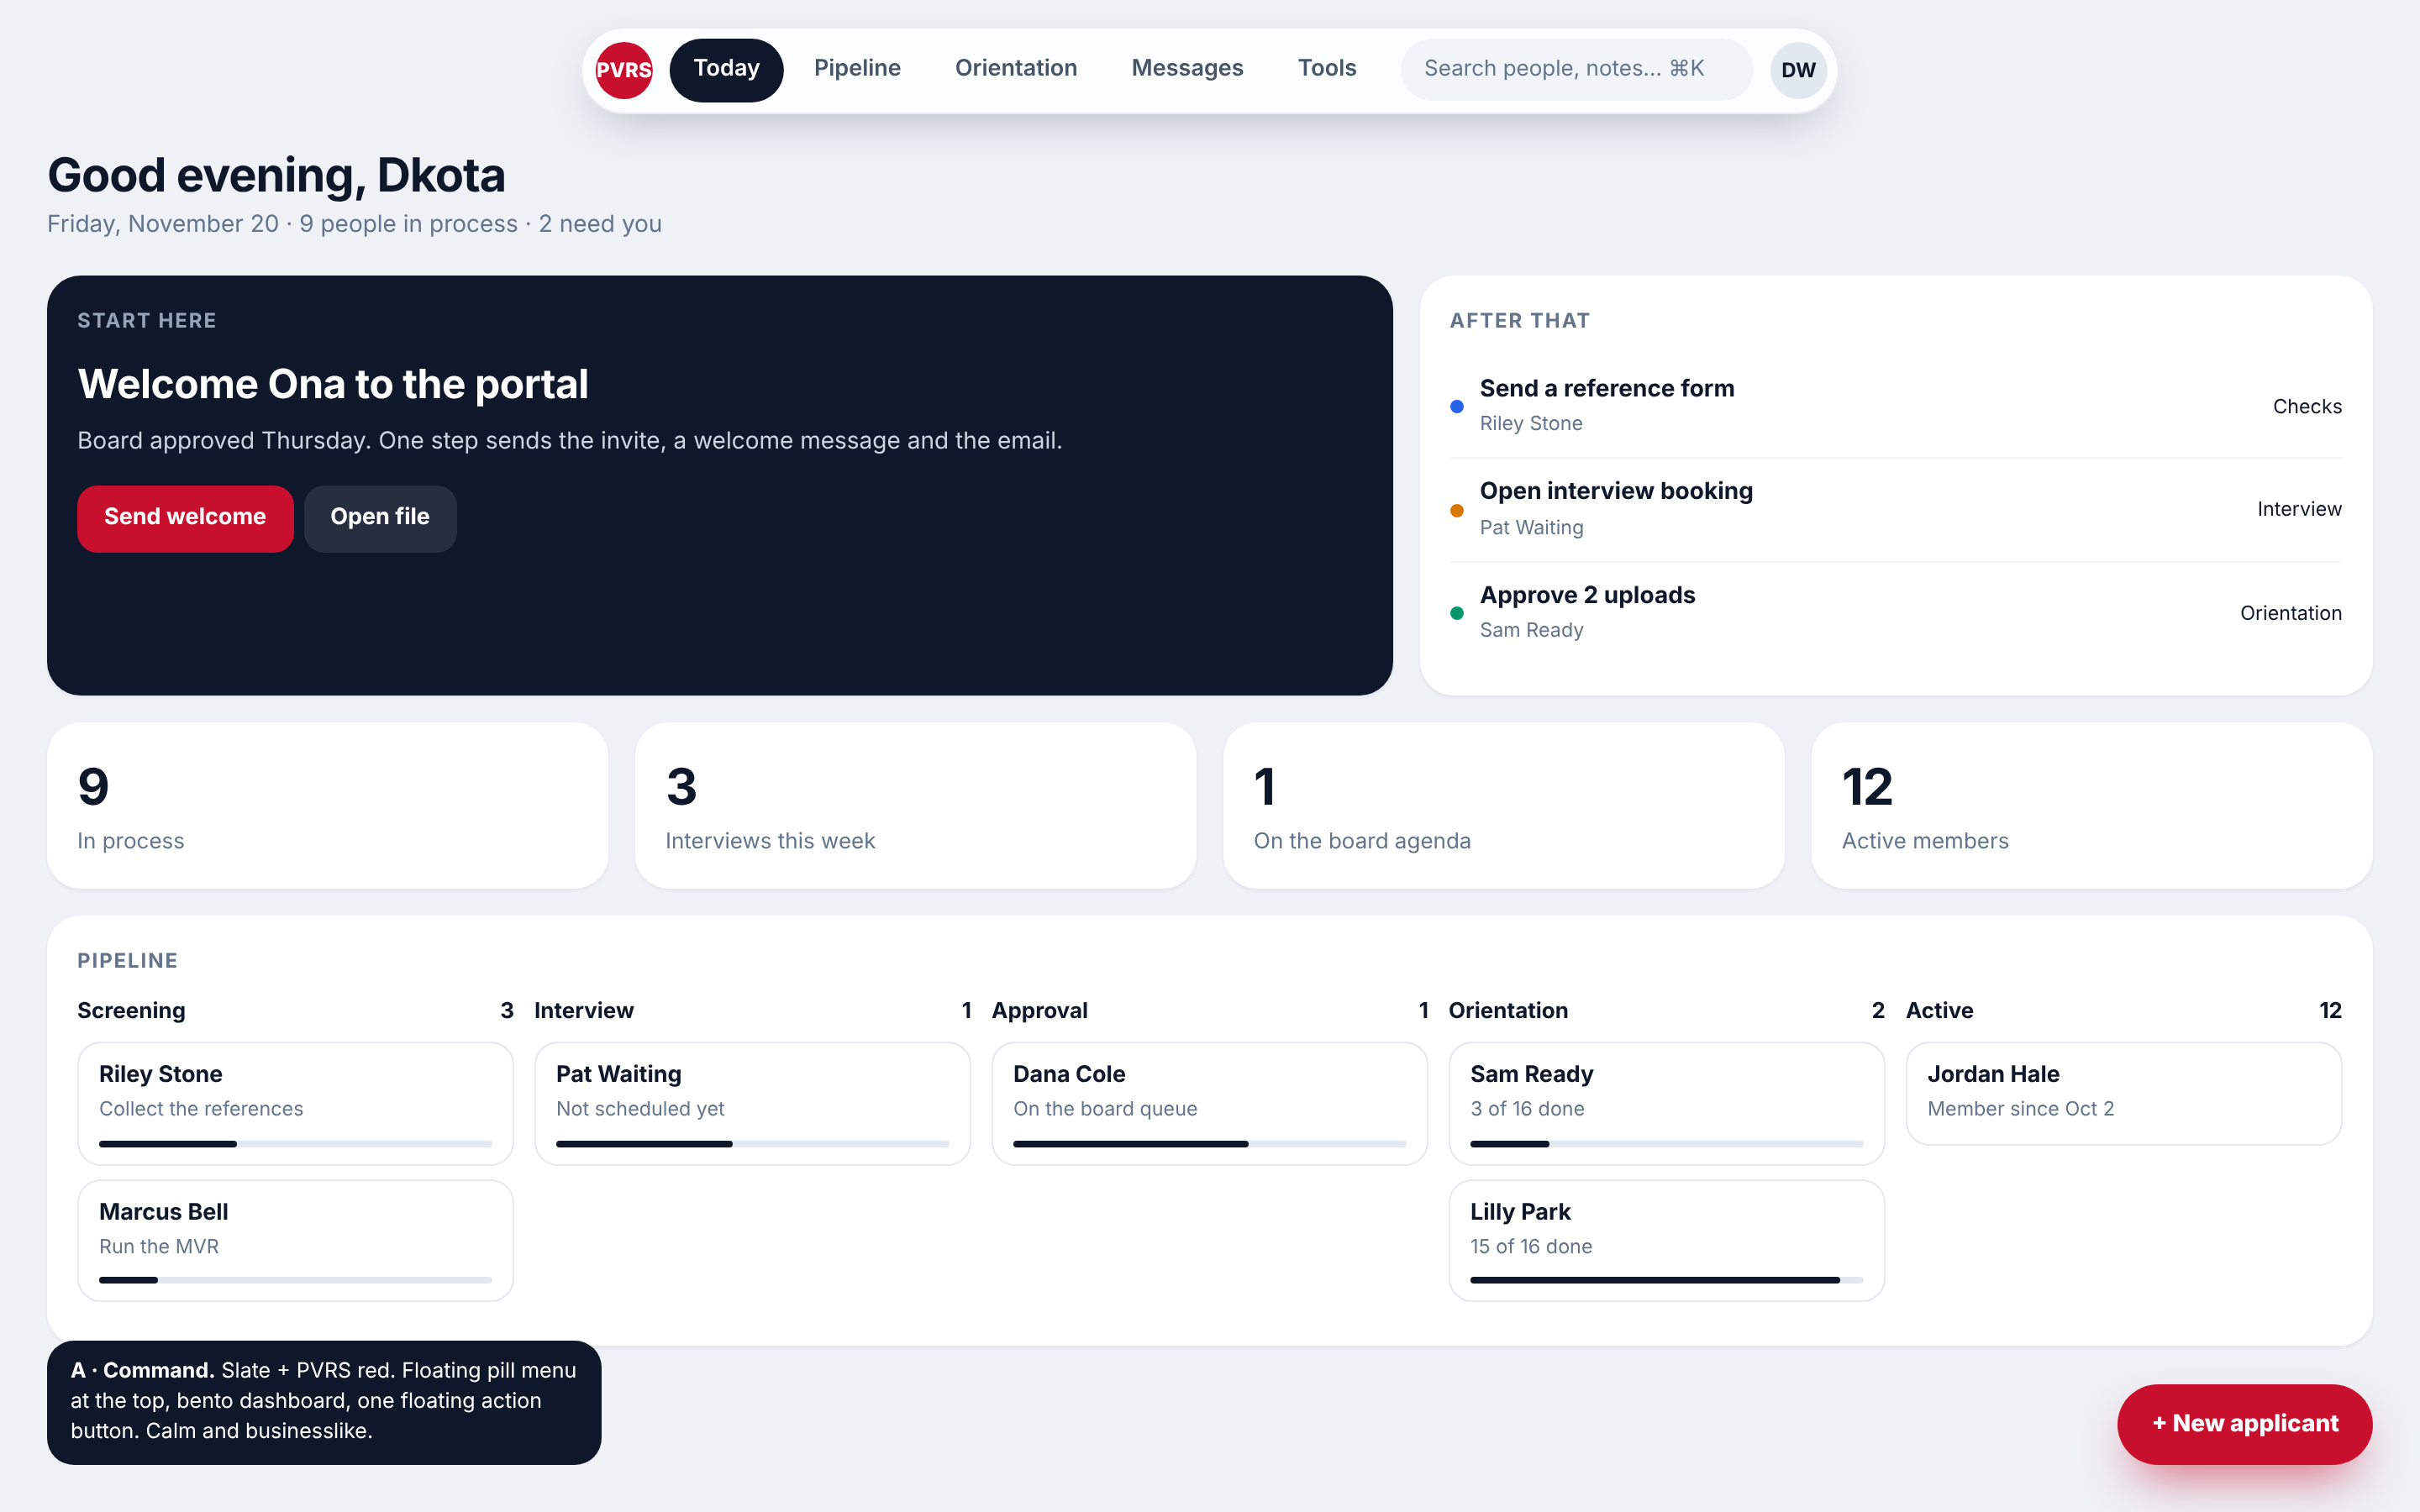 PVRS Today Pipeline Orientation Messages Tools Search people, notes... ⌘K DW
Good evening, Dkota
Friday, November 20 · 9 people in process · 2 need you
START HERE
Welcome Ona to the portal
Board approved Thursday. One step sends the invite, a welcome message and the email.
Send welcome Open file
AFTER THAT
Send a reference form
Riley Stone
Checks
Open interview booking
Pat Waiting
Interview
Approve 2 uploads
Sam Ready
Orientation
9
In process
3
Interviews this week
1
On the board agenda
12
Active members
PIPELINE
Screening 3
Riley Stone
Collect the references
Marcus Bell
Run the MVR
Interview 1
Pat Waiting
Not scheduled yet
Approval 1
Dana Cole
On the board queue
Orientation 2
Sam Ready
3 of 16 done
Lilly Park
15 of 16 done
Active 12
Jordan Hale
Member since Oct 2
A · Command. Slate + PVRS red. Floating pill menu
at the top, bento dashboard, one floating action
button. Calm and businesslike.
+ New applicant